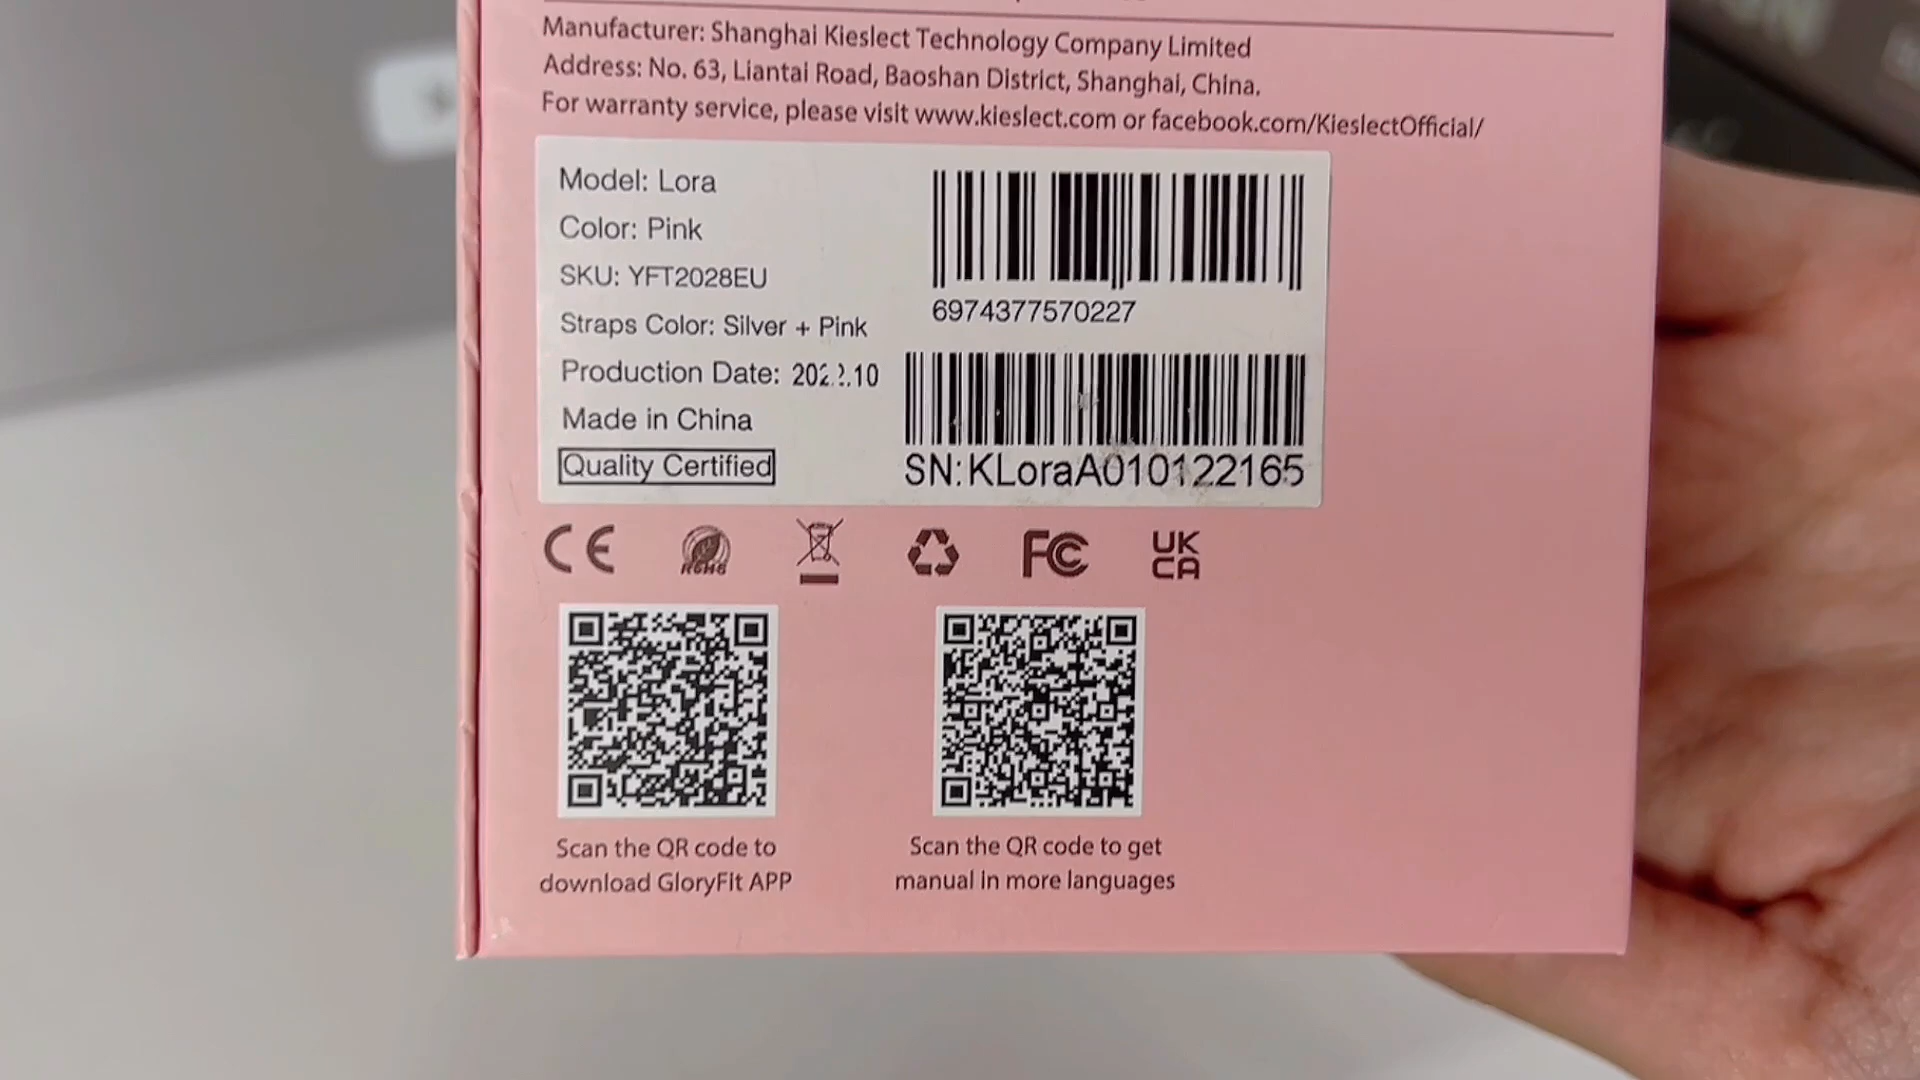 Manufacturer: Shanghai Kieslect Technology Company Limited
Address: No. 63, Liantai Road, Baoshan District, Shanghai, China.
For warranty service, please visit www.kieslect.com or facebook.com/KieslectOfficial/
Model: Lora
Color: Pink
SKU: YFT2028EU
Straps Color: Silver + Pink
Production Date:
Made in China
Quality Certified
6974377570227
SN:KLoraA010122165
CE
RoHS
FC
UK
CA
Scan the QR code to
download GloryFit APP
Scan the QR code to get
manual in more languages